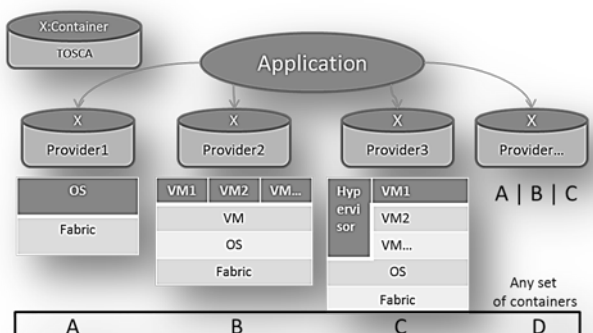 X:Container
TOSCA
Application
X
Provider1
X
Provider2
X
Provider3
X
Provider...
OS
Fabric
VM1 VM2 VM...
VM
OS
Fabric
Hyp
ervi
sor
VM1
VM2
VM...
OS
Fabric
A | B | C
Any set
of containers
A B C D